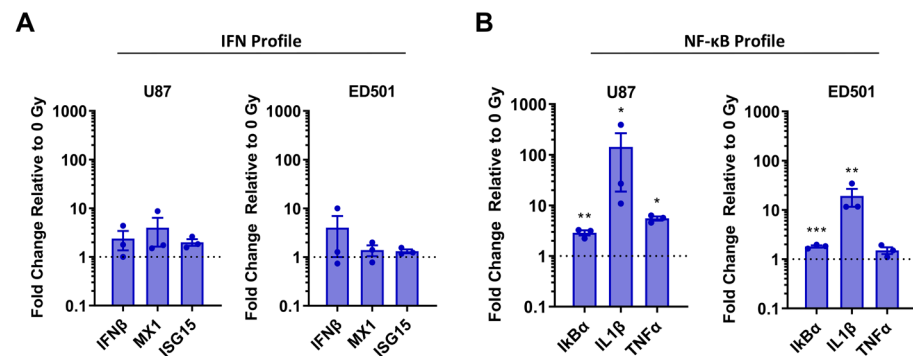 A
IFN Profile
U87
ED501
Fold Change Relative to 0 Gy
1000
100
10
1
0.1
IFNβ
MX1
ISG15
Fold Change Relative to 0 Gy
1000
100
10
1
0.1
IFNβ
MX1
ISG15
B
NF-κB Profile
U87
ED501
Fold Change Relative to 0 Gy
1000
100
10
1
0.1
**
*
*
IkBα
IL1β
TNFα
Fold Change Relative to 0 Gy
1000
100
10
1
0.1
***
**
IkBα
IL1β
TNFα